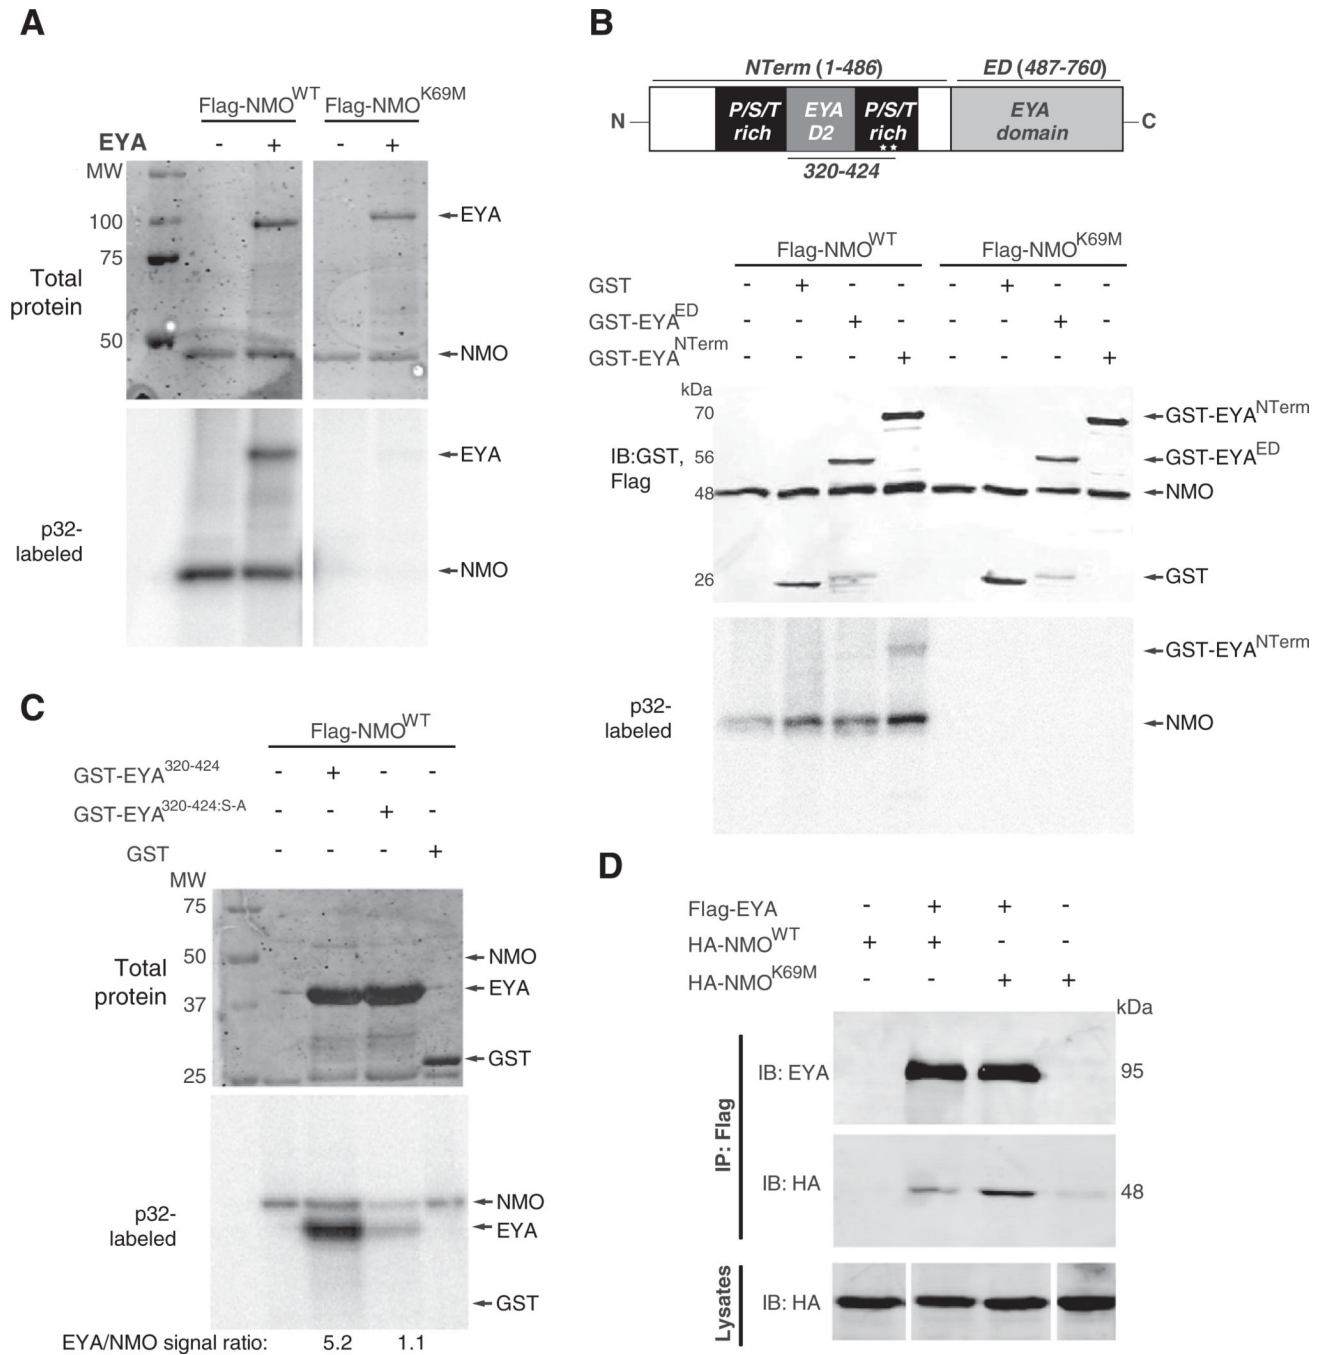 A
Flag-NMO^WT Flag-NMO^K69M
EYA - + - +
MW
100
75
50
Total
protein
EYA
NMO
p32-
labeled
EYA
NMO
B
NTerm (1-486) ED (487-760)
N P/S/T rich EYA D2 P/S/T rich EYA domain C
★★
320-424
Flag-NMO^WT Flag-NMO^K69M
GST - + - - - + - -
GST-EYA^ED - - + - - - + -
GST-EYA^NTerm - - - + - - - +
kDa
70
56
48
26
IB:GST,
Flag
GST-EYA^NTerm
GST-EYA^ED
NMO
GST
p32-
labeled
GST-EYA^NTerm
NMO
C
Flag-NMO^WT
GST-EYA^320-424 - + - -
GST-EYA^320-424:S-A - - + -
GST - - - +
MW
75
50
37
25
Total
protein
NMO
EYA
GST
p32-
labeled
NMO
EYA
GST
EYA/NMO signal ratio: 5.2 1.1
D
Flag-EYA - + + -
HA-NMO^WT + + - -
HA-NMO^K69M - - + +
kDa
IP: Flag
IB: EYA 95
IB: HA 48
Lysates
IB: HA